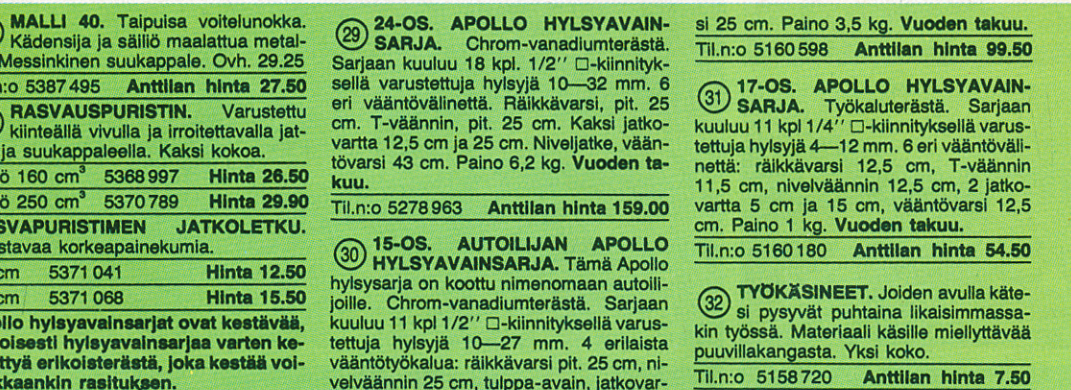 MALLI 40. Taipuisa voitelunokka.
Kädensija ja säiliö maalattua metal-
Messinkinen suukappale. Ovh. 29.25
5387495 Anttilan hinta 27.50
RASVAUSPURISTIN. Varustettu
kiinteällä vivulla ja irroitettavalla jat-
ja suukappaleella. Kaksi kokoa.
160 cm³ 5368997 Hinta 26.50
250 cm³ 5370789 Hinta 29.90
JATKOLETKU.
korkeapainekumia.
cm 5371041 Hinta 12.50
cm 5371068 Hinta 15.50
hylsyavainsarjat ovat kestävää,
hylsyavainsarjaa varten ke-
erikoisterästä, joka kestää voi-
rasituksen.
29 24-OS. APOLLO HYLSYAVAIN-
SARJA. Chrom-vanadiumterästä.
Sarjaan kuuluu 18 kpl. 1/2'' □-kiinnityk-
sellä varustettuja hylsyjä 10—32 mm. 6
eri vääntövälinettä. Räikkävarsi, pit. 25
cm. T-väännin, pit. 25 cm. Kaksi jatko-
vartta 12,5 cm ja 25 cm. Niveljatke, vään-
tövarsi 43 cm. Paino 6,2 kg. Vuoden ta-
kuu.
Til.n:o 5278963 Anttilan hinta 159.00
30 15-OS. AUTOILIJAN APOLLO
HYLSYAVAINSARJA. Tämä Apollo
hylsysarja on koottu nimenomaan autoili-
joille. Chrom-vanadiumterästä. Sarjaan
kuuluu 11 kpl 1/2'' □-kiinnityksellä varus-
tettuja hylsyjä 10—27 mm. 4 erilaista
vääntötyökalua: räikkävarsi pit. 25 cm, ni-
velväännin 25 cm, tulppa-avain, jatkovar-
si 25 cm. Paino 3,5 kg. Vuoden takuu.
Til.n:o 5160598 Anttilan hinta 99.50
31 17-OS. APOLLO HYLSYAVAIN-
SARJA. Työkaluterästä. Sarjaan
kuuluu 11 kpl 1/4'' □-kiinnityksellä varus-
tettuja hylsyjä 4—12 mm. 6 eri vääntöväli-
nettä: räikkävarsi 12,5 cm, T-väännin
11,5 cm, nivelväännin 12,5 cm, 2 jatko-
vartta 5 cm ja 15 cm, vääntövarsi 12,5
cm. Paino 1 kg. Vuoden takuu.
Til.n:o 5160180 Anttilan hinta 54.50
32 TYÖKÄSINEET. Joiden avulla käte-
si pysyvät puhtaina likaisimmassa-
kin työssä. Materiaali käsille miellyttävää
puuvillakangasta. Yksi koko.
Til.n:o 5158720 Anttilan hinta 7.50